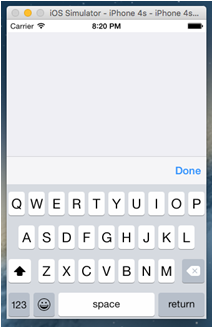 iOS Simulator - iPhone 4s - iPhone 4s...
Carrier 8:20 PM
Done
Q W E R T Y U I O P
A S D F G H J K L
Z X C V B N M
123 space return